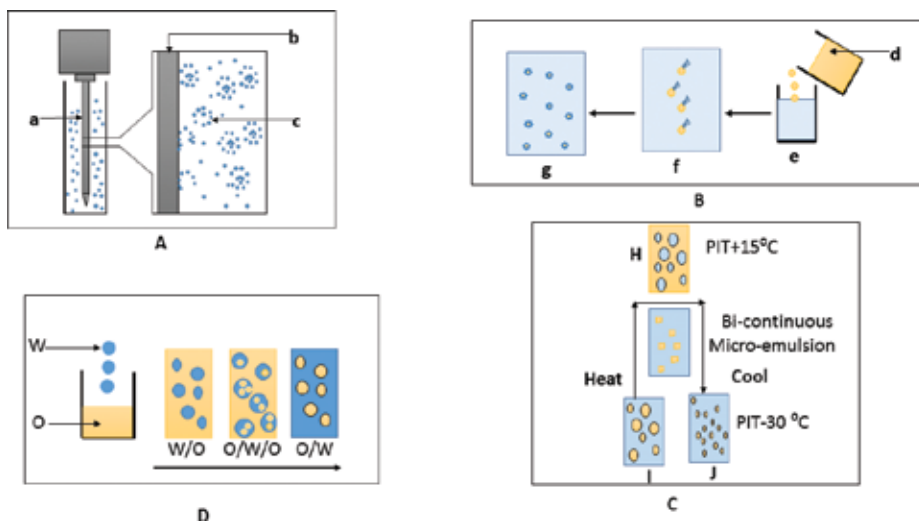 a
b
c
A
d
e
f
g
B
W
O
W/O
O/W/O
O/W
D
H
PIT+15⁰C
Bi-continuous
Micro-emulsion
Heat
Cool
PIT-30 ⁰C
I
J
C